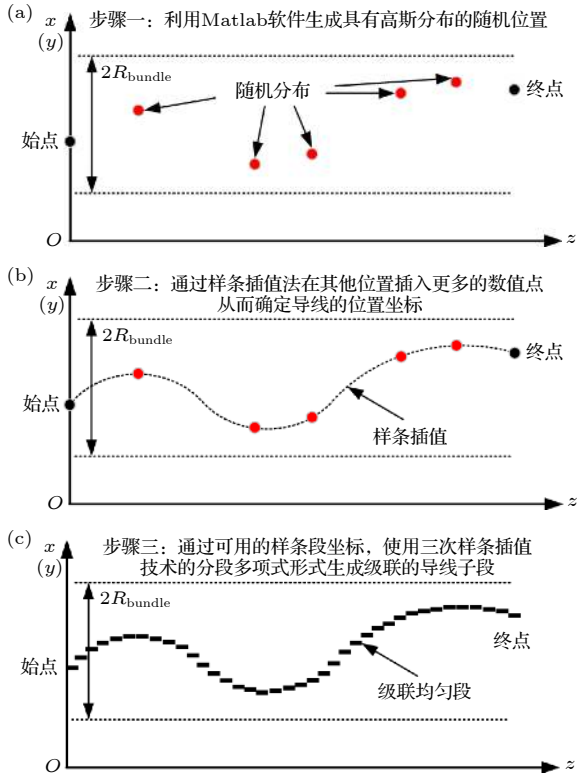 (a)
x
(y)
步骤一：利用Matlab软件生成具有高斯分布的随机位置
2R_bundle
随机分布
终点
始点
O
z
(b)
x
(y)
步骤二：通过样条插值法在其他位置插入更多的数值点
从而确定导线的位置坐标
2R_bundle
终点
始点
样条插值
O
z
(c)
x
(y)
步骤三：通过可用的样条段坐标，使用三次样条插值
技术的分段多项式形式生成级联的导线子段
2R_bundle
终点
始点
级联均匀段
O
z